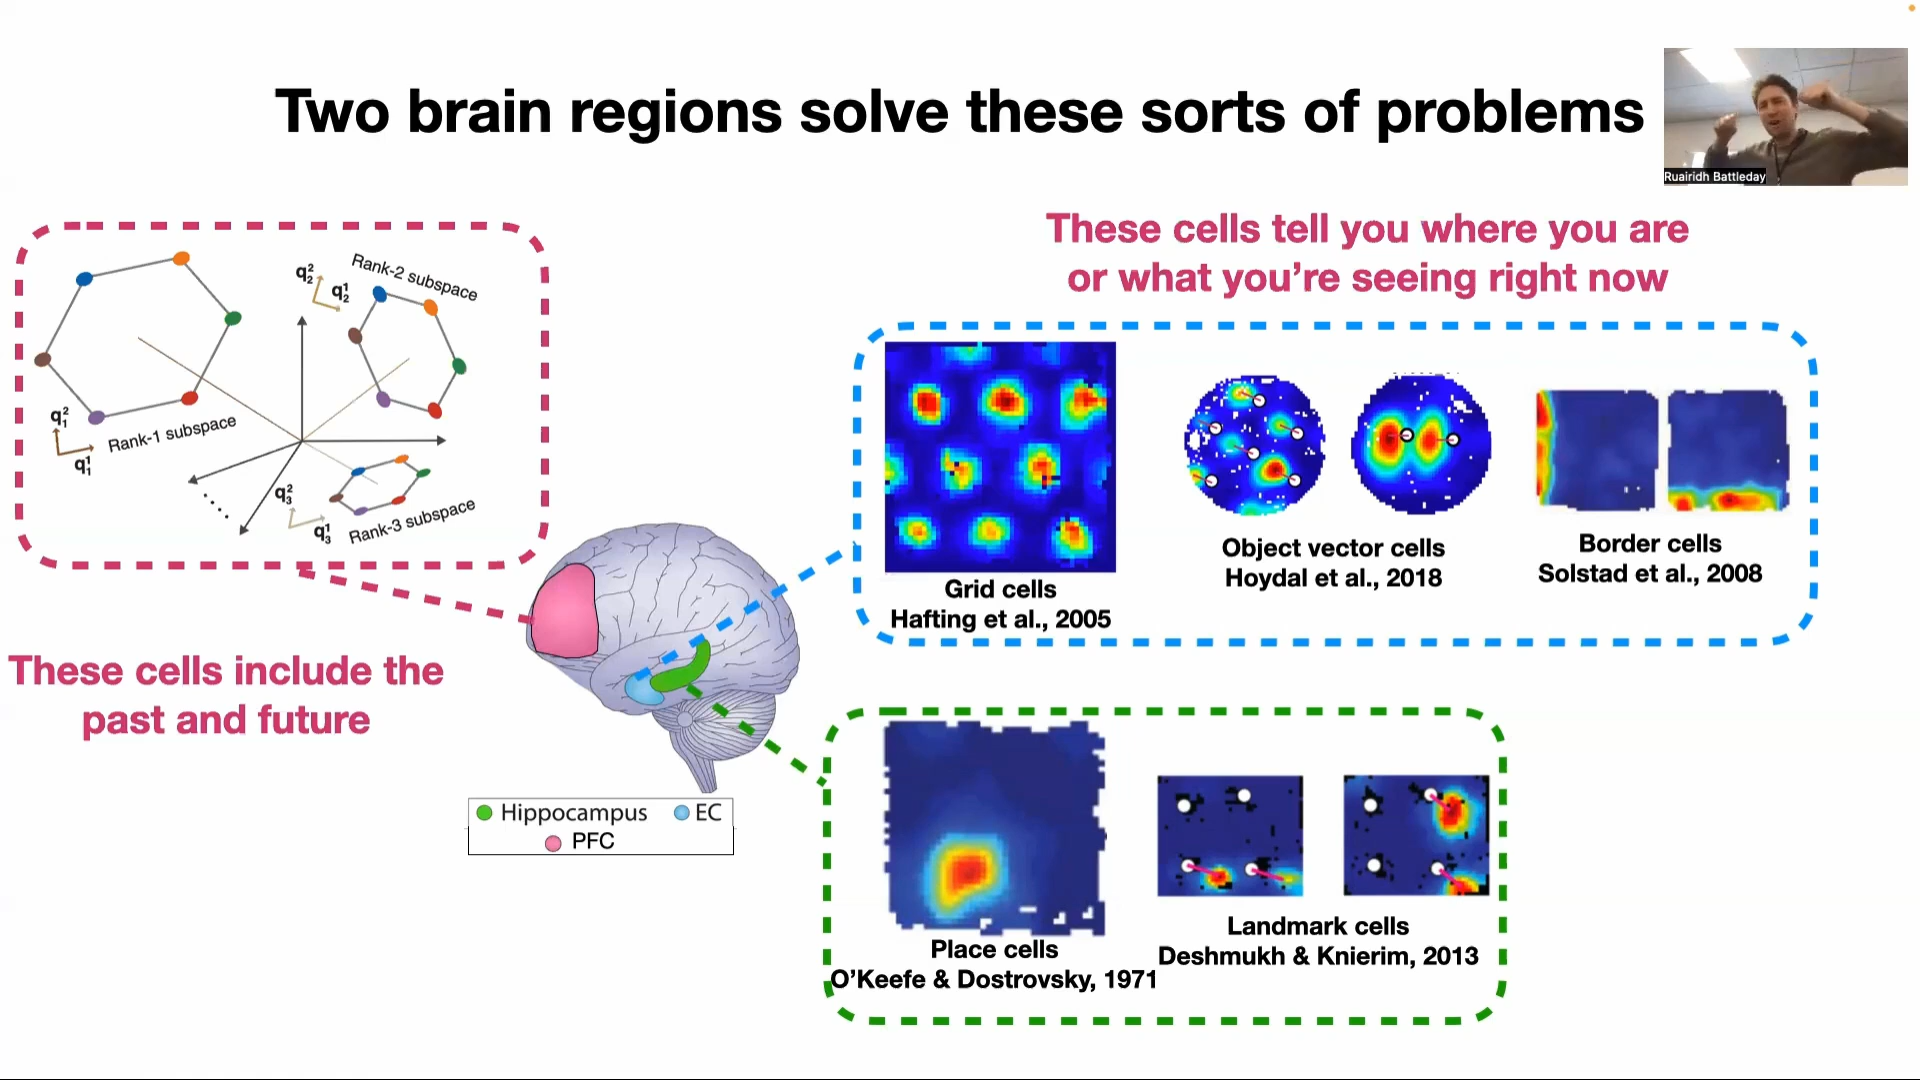 Two brain regions solve these sorts of problems
Ruairidh Battleday
These cells tell you where you are
or what you're seeing right now
q²₂
q¹₂
Rank-2 subspace
q²₁
q¹₁
Rank-1 subspace
q²₃
q¹₃
Rank-3 subspace
Grid cells
Hafting et al., 2005
Object vector cells
Hoydal et al., 2018
Border cells
Solstad et al., 2008
These cells include the
past and future
Hippocampus EC
PFC
Place cells
O'Keefe & Dostrovsky, 1971
Landmark cells
Deshmukh & Knierim, 2013